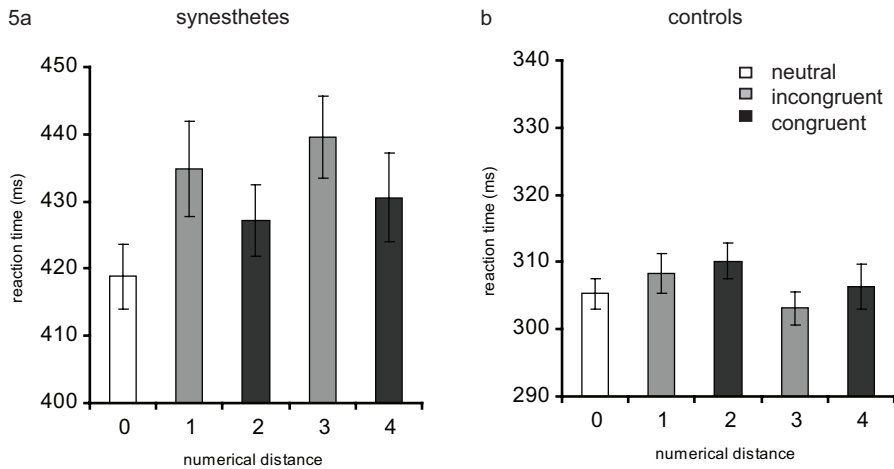 5a
synesthetes
450
440
430
420
410
400
reaction time (ms)
0 1 2 3 4
numerical distance
b
controls
340
330
320
310
300
290
reaction time (ms)
neutral
incongruent
congruent
0 1 2 3 4
numerical distance